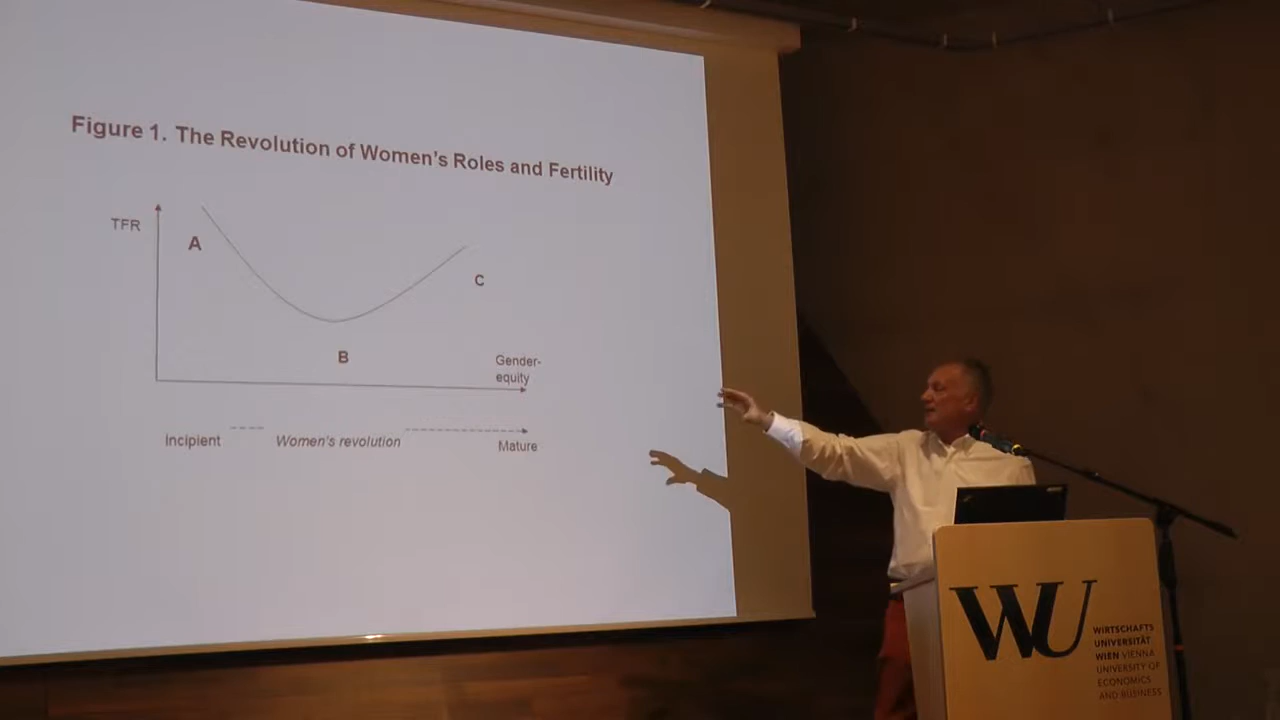 Figure 1. The Revolution of Women's Roles and Fertility
TFR
A
C
B
Gender-
equity
Incipient
Women's revolution
Mature
WU
WIRTSCHAFTS
UNIVERSITÄT
WIEN VIENNA
UNIVERSITY OF
ECONOMICS
AND BUSINESS